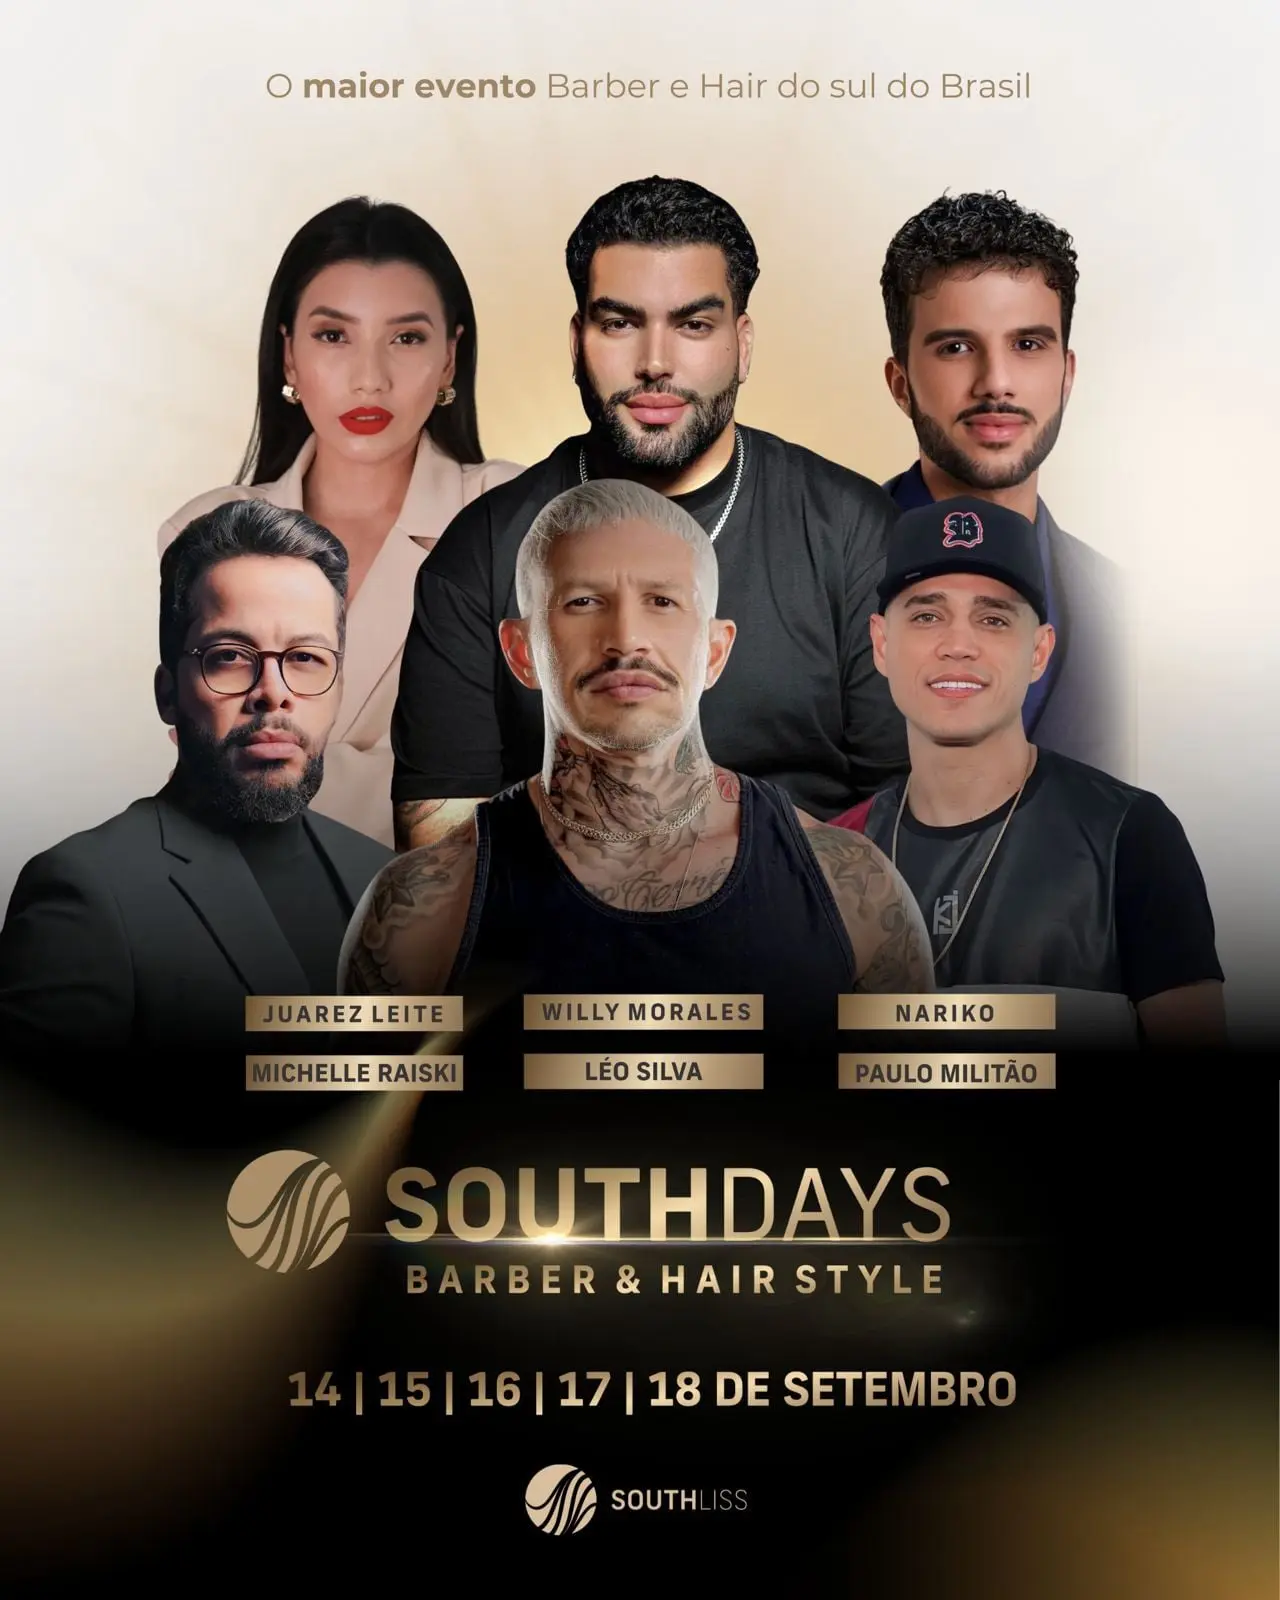 O maior evento Barber e Hair do sul do Brasil
JUAREZ LEITE
WILLY MORALES
NARIKO
MICHELLE RAISKI
LÉO SILVA
PAULO MILITÃO
SOUTHDAYS
BARBER & HAIR STYLE
14 | 15 | 16 | 17 | 18 DE SETEMBRO
SOUTHLISS